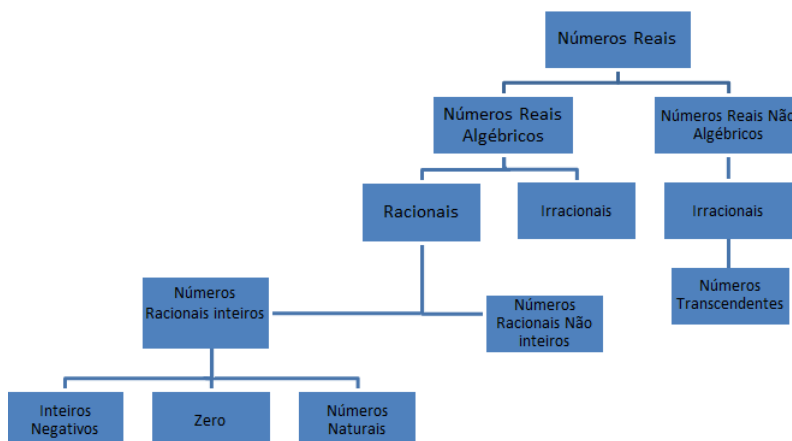 Números Reais
Números Reais
Algébricos
Números Reais Não
Algébricos
Racionais
Irracionais
Irracionais
Números
Racionais inteiros
Números
Racionais Não
inteiros
Números
Transcendentes
Inteiros
Negativos
Zero
Números
Naturais